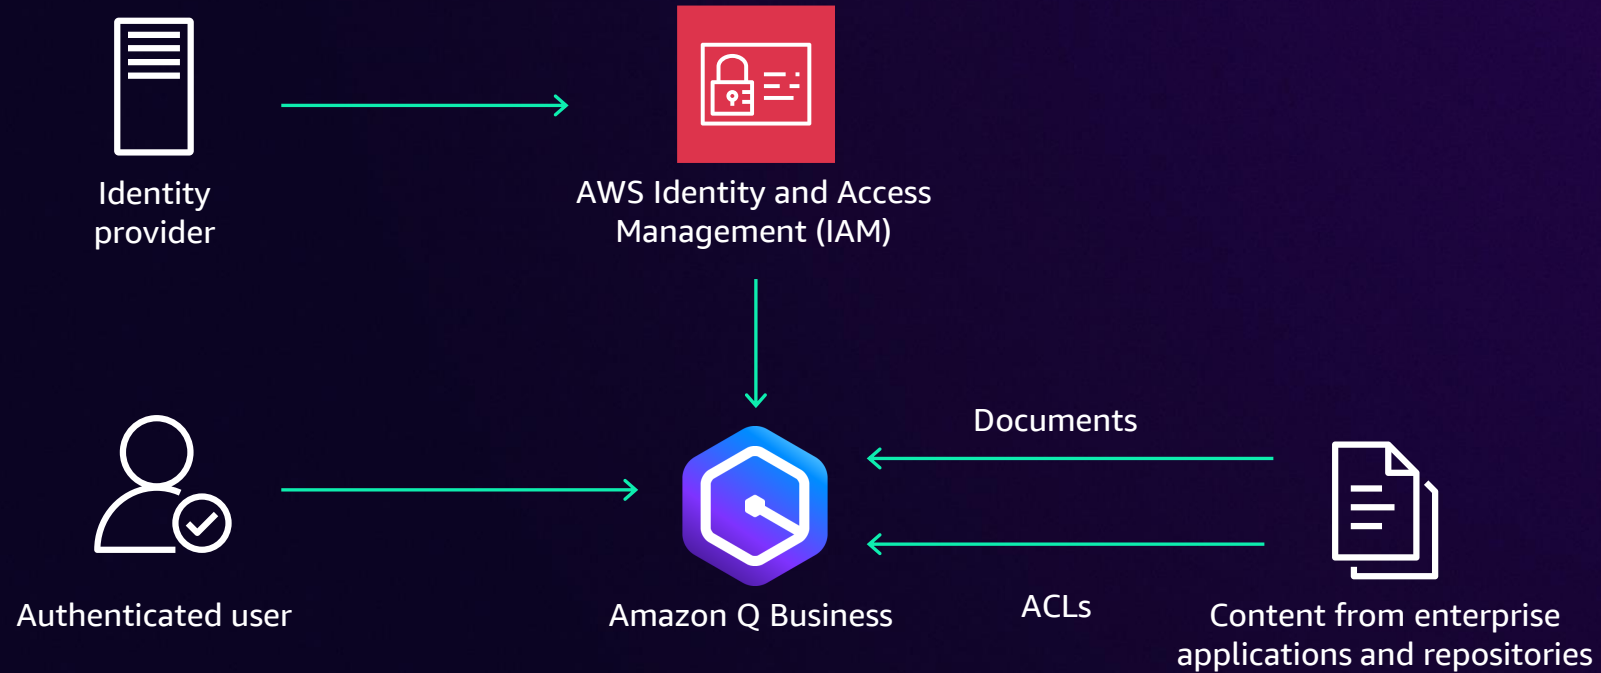 Identity
provider
AWS Identity and Access
Management (IAM)
Documents
Authenticated user
Amazon Q Business
ACLs
Content from enterprise
applications and repositories